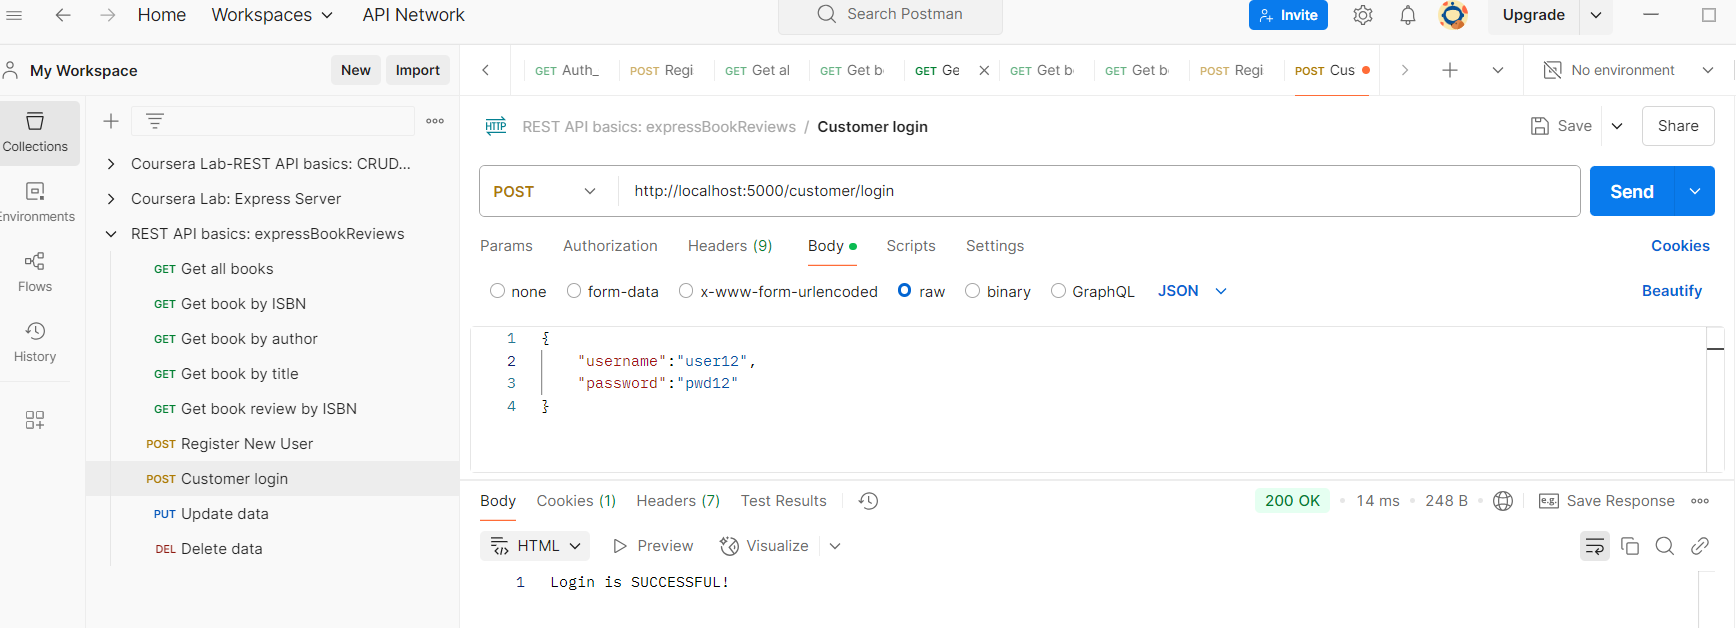 Home Workspaces API Network Search Postman Invite Upgrade
My Workspace New Import GET Auth_ POST Regi GET Get al GET Get b GET Ge GET Get b GET Get b POST Regi POST Cus No environment
Collections
Environments
Flows
History
Coursera Lab-REST API basics: CRUD...
Coursera Lab: Express Server
REST API basics: expressBookReviews
GET Get all books
GET Get book by ISBN
GET Get book by author
GET Get book by title
GET Get book review by ISBN
POST Register New User
POST Customer login
PUT Update data
DEL Delete data
HTTP REST API basics: expressBookReviews / Customer login Save Share
POST http://localhost:5000/customer/login Send
Params Authorization Headers (9) Body Scripts Settings Cookies
none form-data x-www-form-urlencoded raw binary GraphQL JSON Beautify
1 {
2 "username":"user12",
3 "password":"pwd12"
4 }
Body Cookies (1) Headers (7) Test Results 200 OK 14 ms 248 B e.g. Save Response
HTML Preview Visualize
1 Login is SUCCESSFUL!